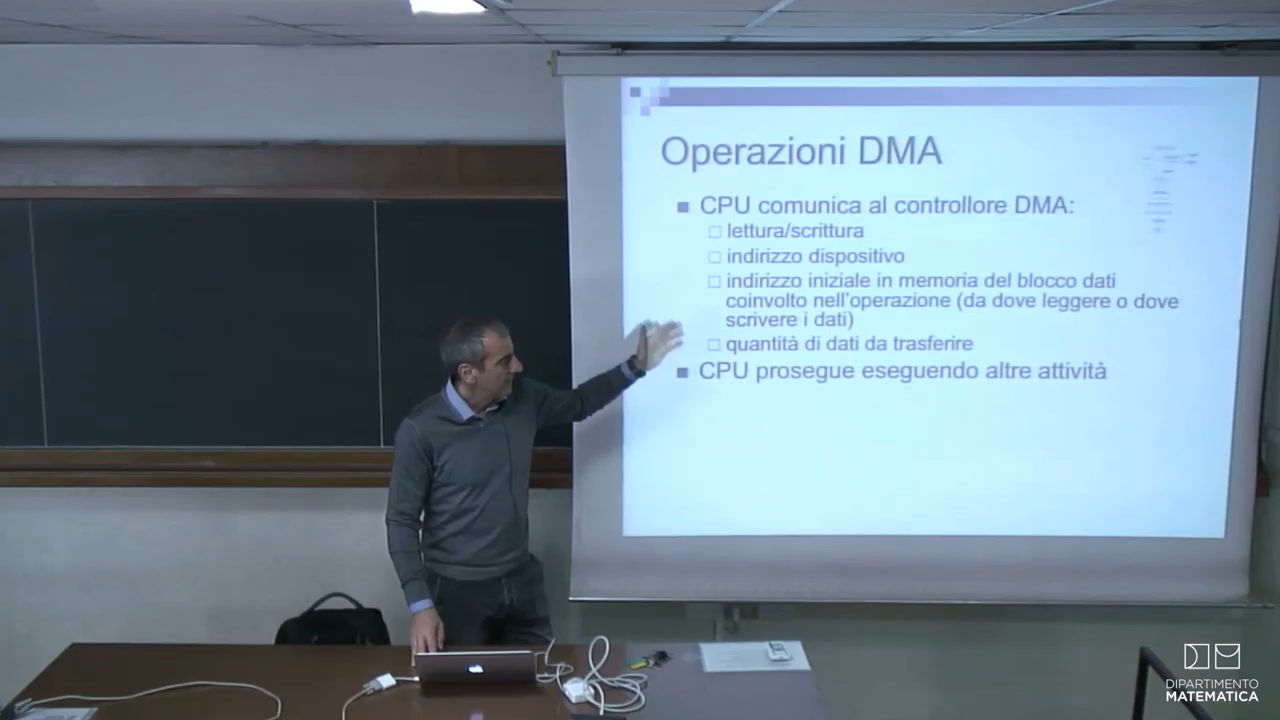 Operazioni DMA
CPU comunica al controllore DMA:
lettura/scrittura
indirizzo dispositivo
indirizzo iniziale in memoria del blocco dati
coinvolto nell'operazione (da dove leggere o dove
scrivere i dati)
quantità di dati da trasferire
CPU prosegue eseguendo altre attività
DIPARTIMENTO
MATEMATICA